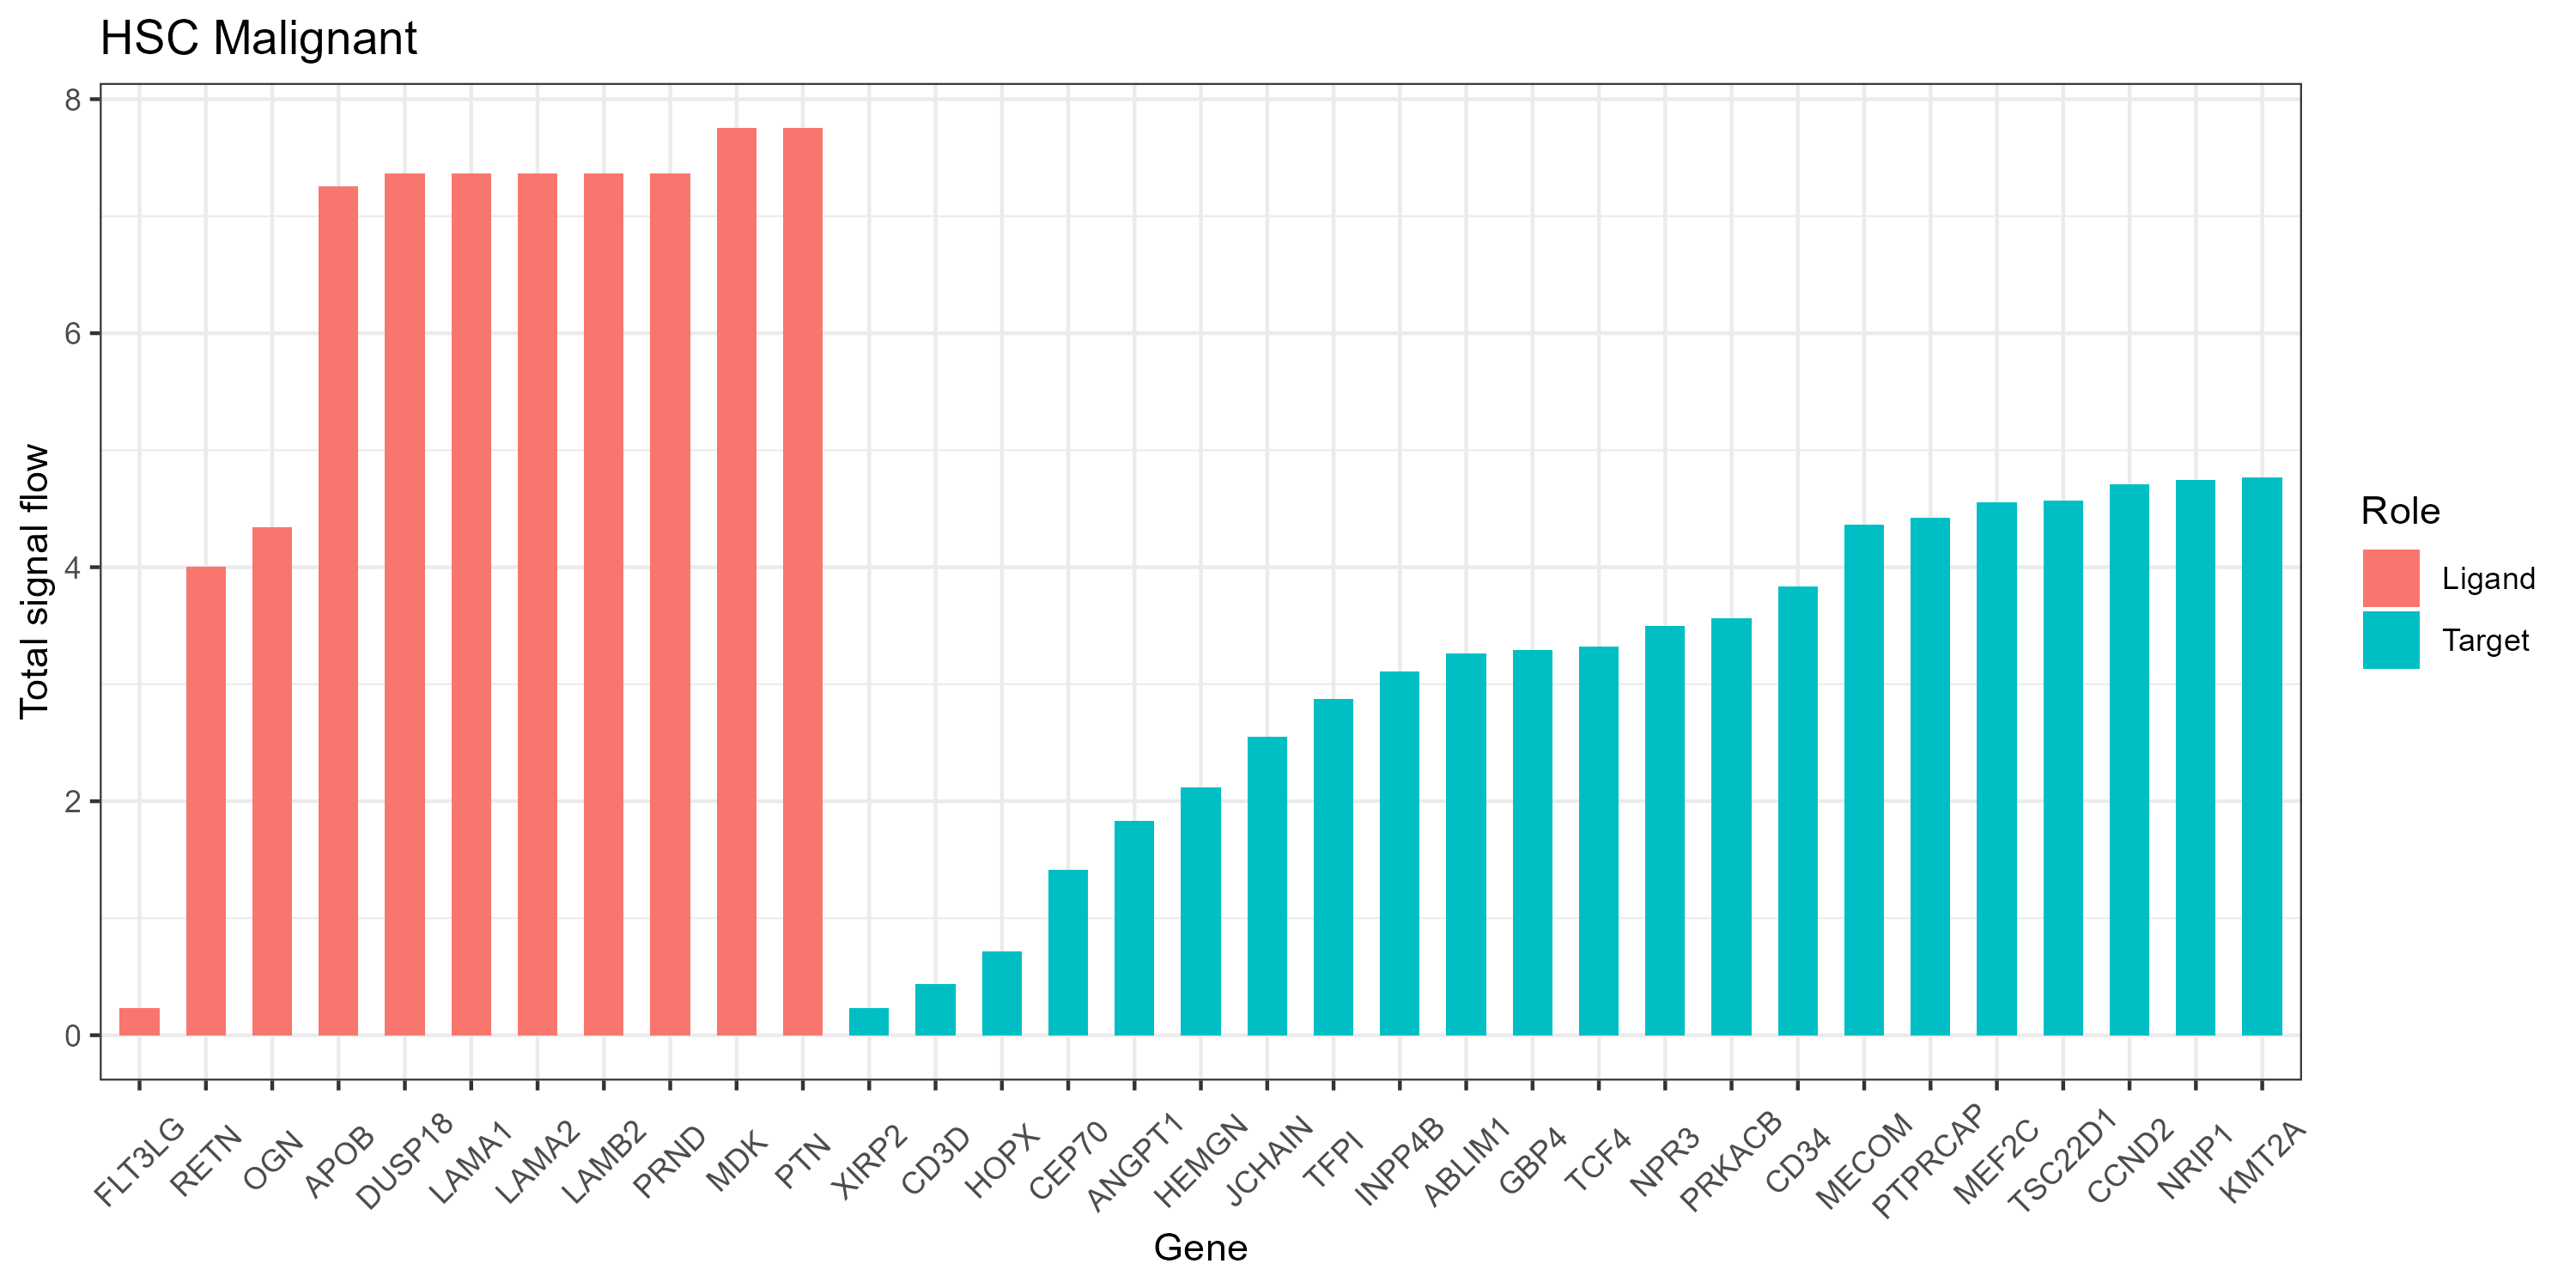 HSC Malignant
Total signal flow
8
6
4
2
0
FLT3LG
RETN
OGN
APOB
DUSP18
LAMA1
LAMA2
LAMB2
PRND
MDK
PTN
XIRP2
CD3D
HOPX
CEP70
ANGPT1
HEMGN
JCHAIN
TFPI
INPP4B
ABLIM1
GBP4
TCF4
NPR3
PRKACB
CD34
MECOM
PTPRCAP
MEF2C
TSC22D1
CCND2
NRIP1
KMT2A
Gene
Role
Ligand
Target